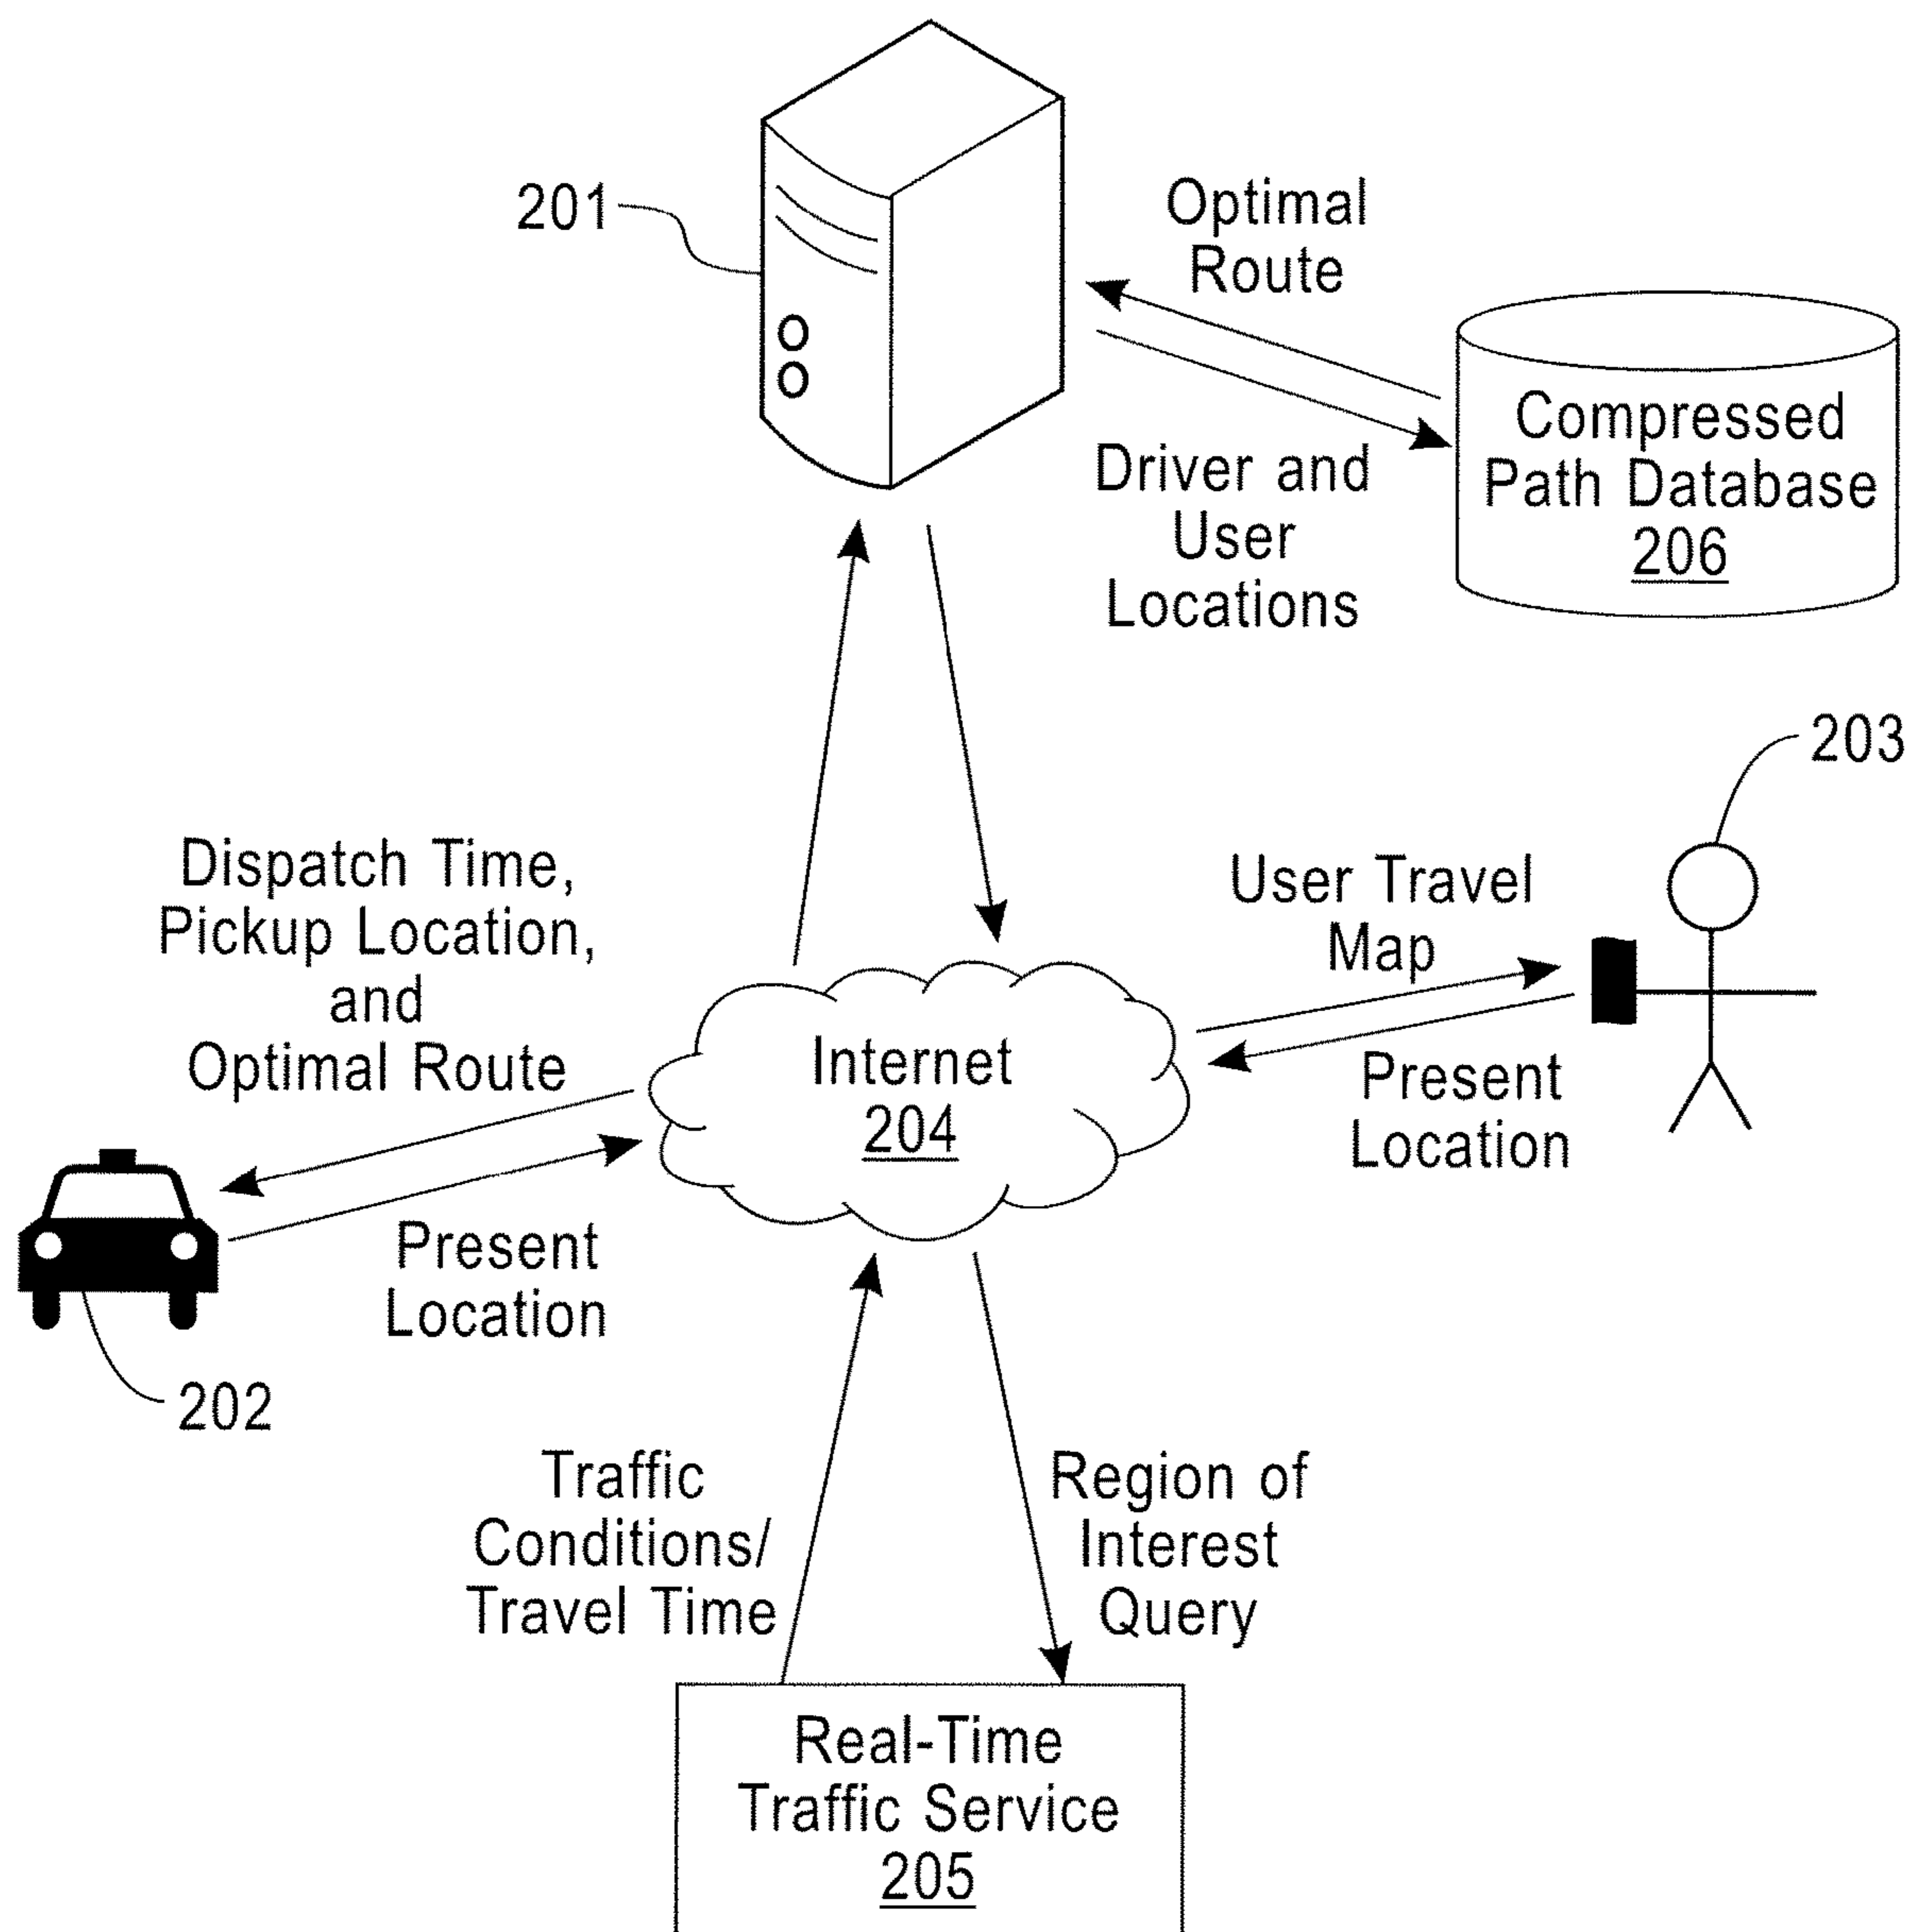 201
Optimal
Route
Compressed
Path Database
206
Driver and
User
Locations
203
Dispatch Time,
Pickup Location,
and
Optimal Route
User Travel
Map
Internet
204
Present
Location
Present
Location
202
Traffic
Conditions/
Travel Time
Region of
Interest
Query
Real-Time
Traffic Service
205